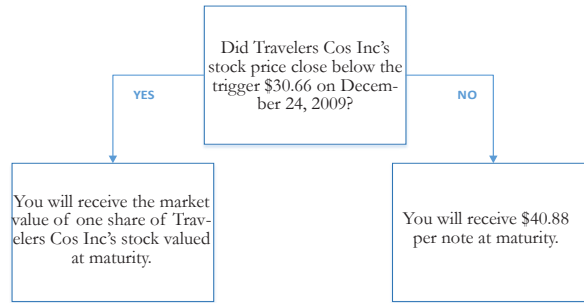 Did Travelers Cos Inc's
stock price close below the
trigger $30.66 on Decem-
ber 24, 2009?
YES
NO
You will receive the market
value of one share of Trav-
elers Cos Inc's stock valued
at maturity.
You will receive $40.88
per note at maturity.